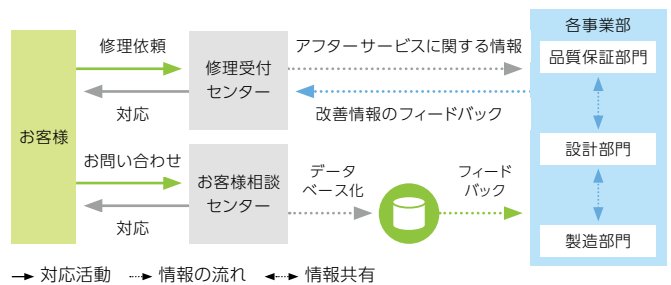 お客様
修理依頼
対応
修理受付
センター
アフターサービスに関する情報
改善情報のフィードバック
お問い合わせ
対応
お客様相談
センター
データ
ベース化
フィード
バック
各事業部
品質保証部門
設計部門
製造部門
対応活動
情報の流れ
情報共有